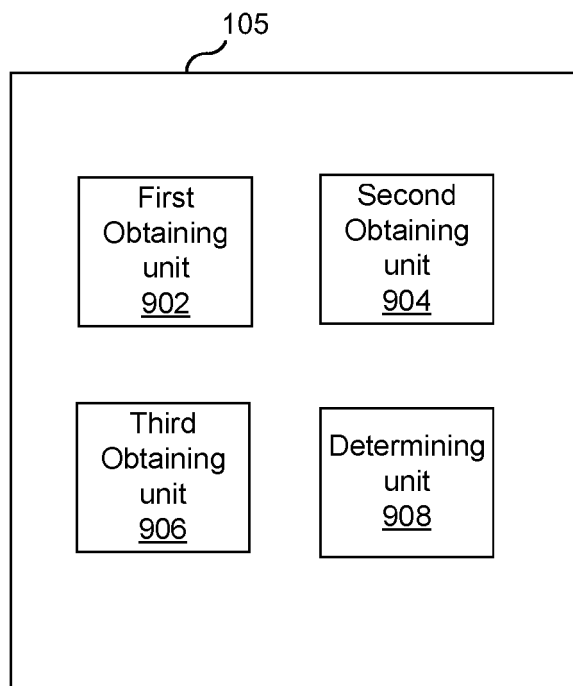 105
First
Obtaining
unit
902
Second
Obtaining
unit
904
Third
Obtaining
unit
906
Determining
unit
908